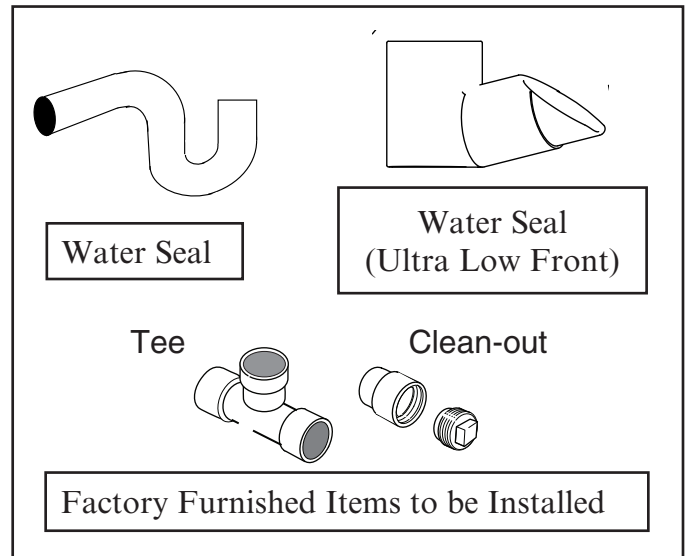 Water Seal
Water Seal
(Ultra Low Front)
Tee
Clean-out
Factory Furnished Items to be Installed